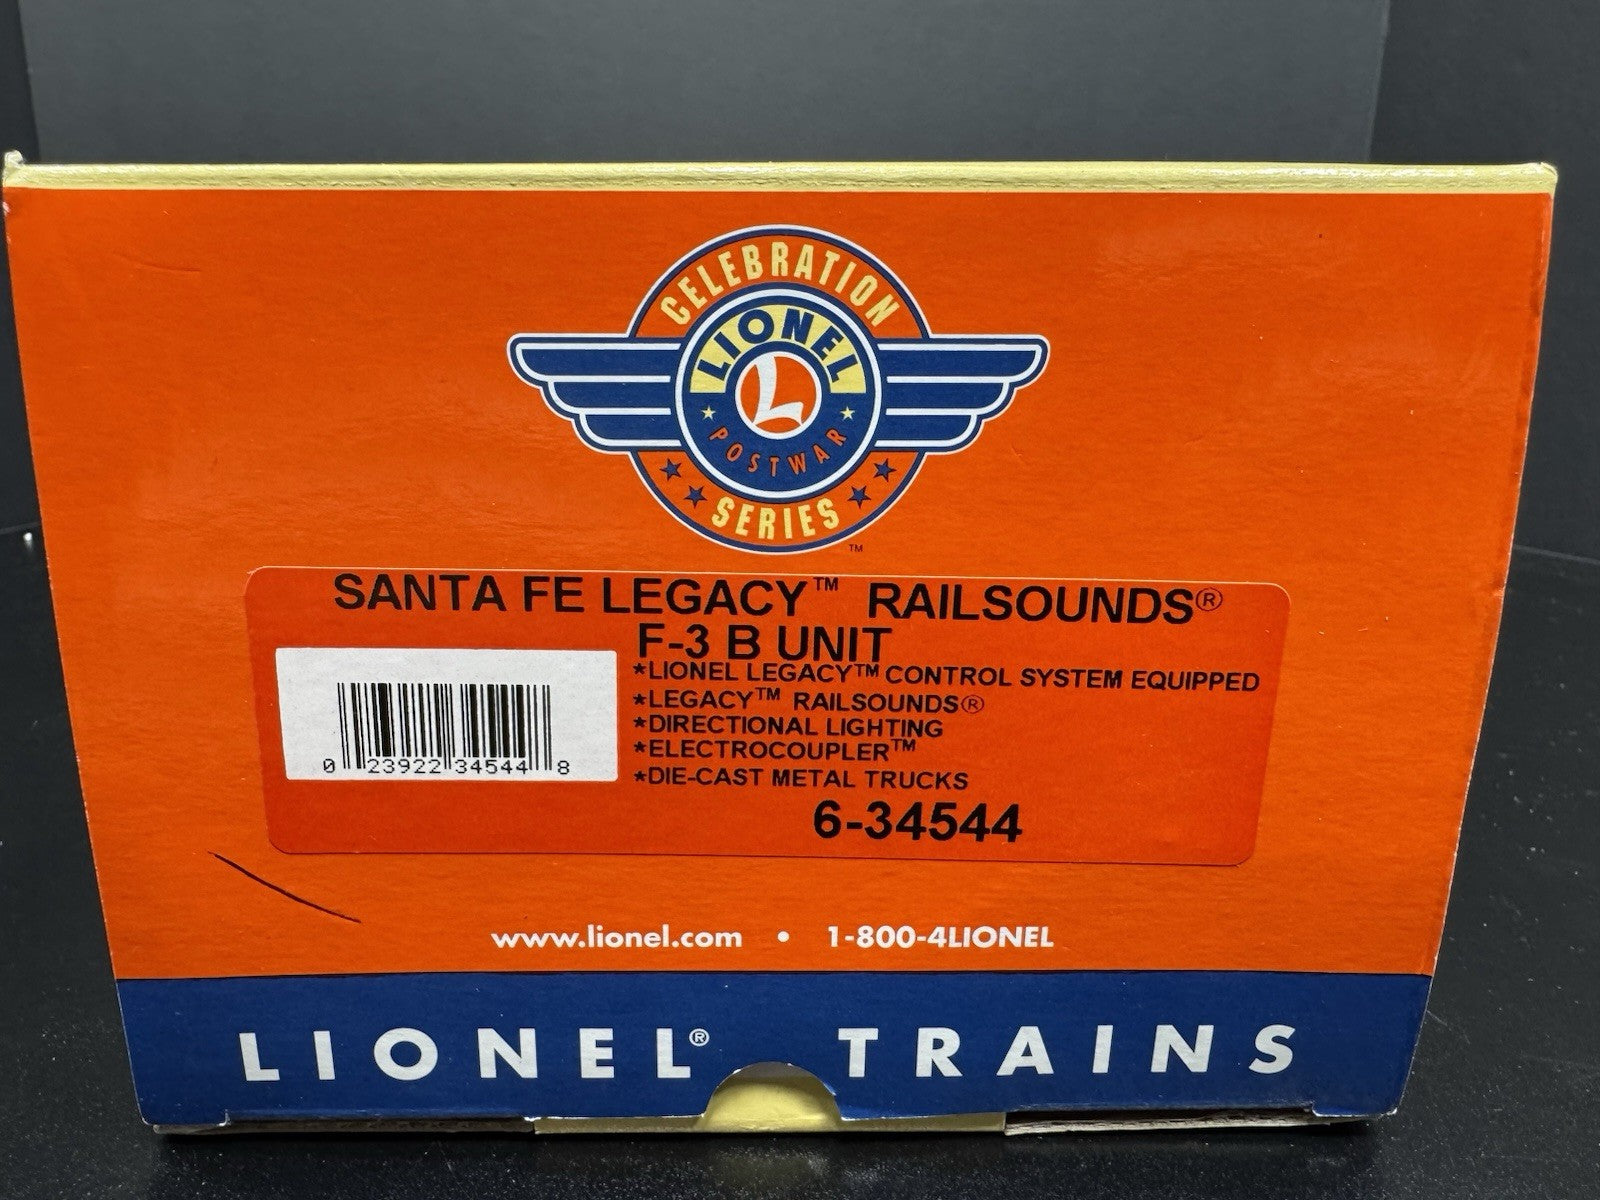 CELEBRATION
LIONEL
L
POSTWAR
SERIES
™
SANTA FE LEGACY™ RAILSOUNDS®
F-3 B UNIT
*LIONEL LEGACY™ CONTROL SYSTEM EQUIPPED
*LEGACY™ RAILSOUNDS®
*DIRECTIONAL LIGHTING
*ELECTROCOUPLER™
*DIE-CAST METAL TRUCKS
0 23922 34544 8
6-34544
www.lionel.com • 1-800-4LIONEL
LIONEL® TRAINS